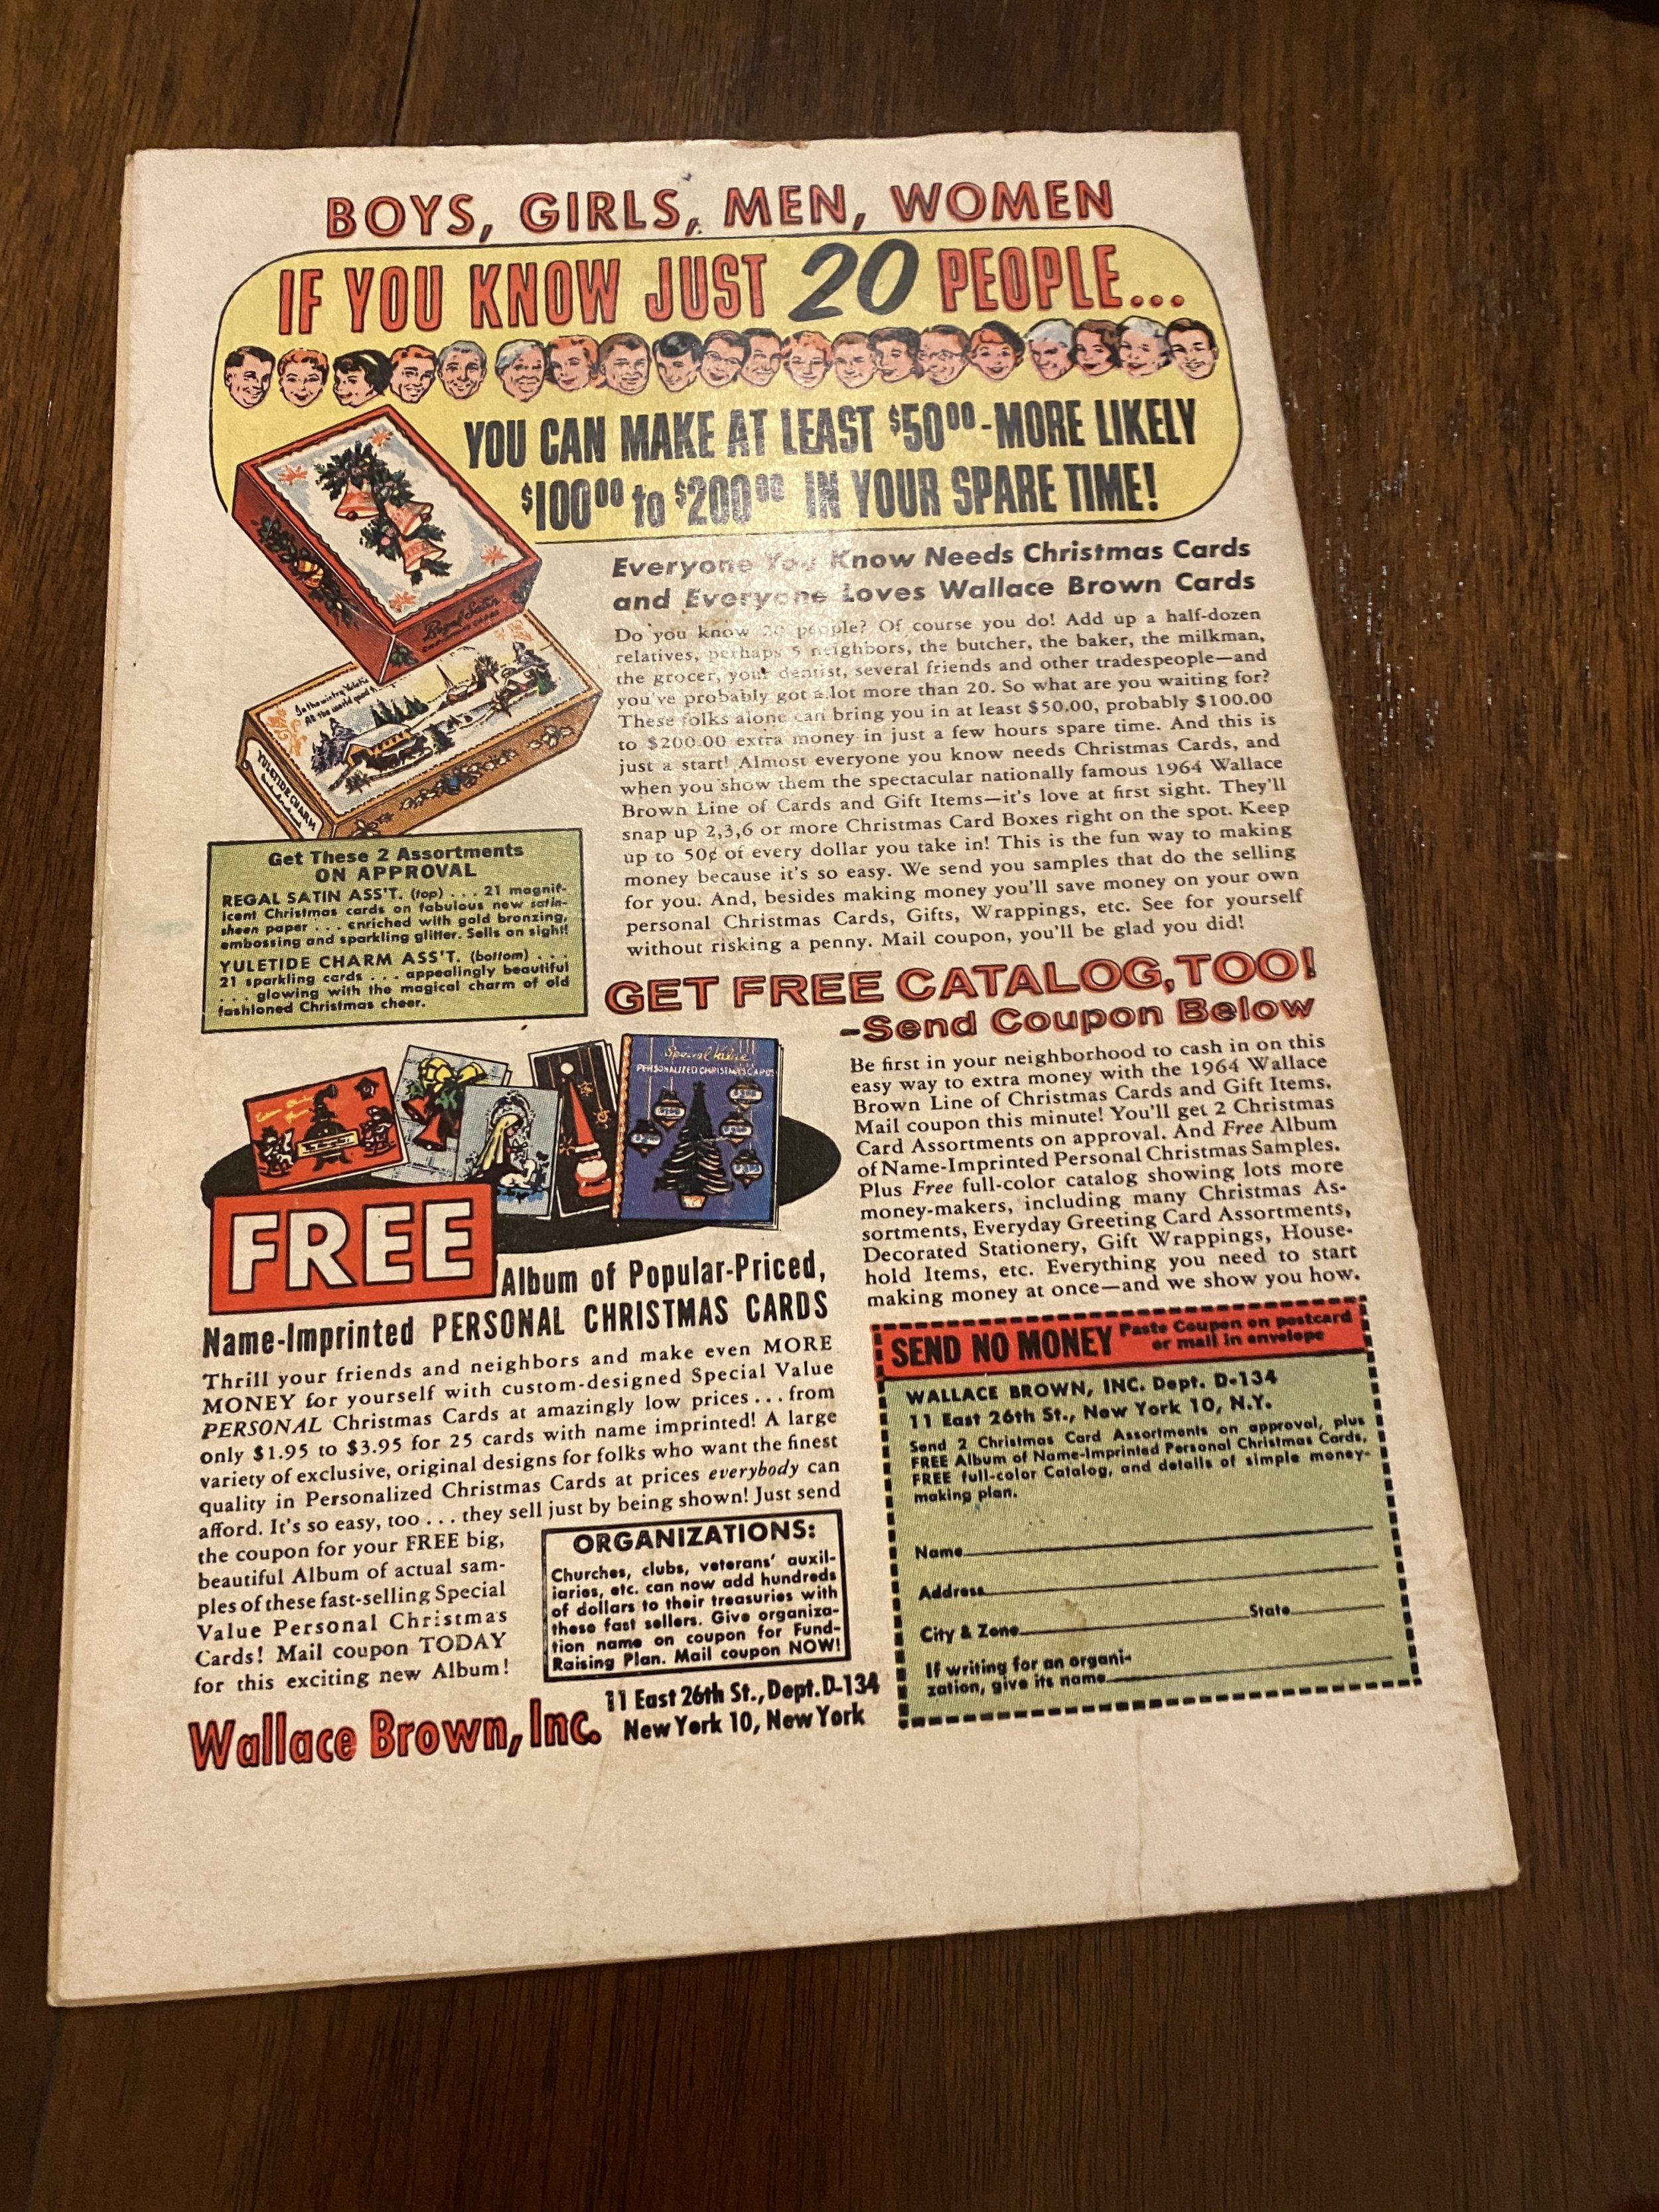 BOYS, GIRLS, MEN, WOMEN
IF YOU KNOW JUST 20 PEOPLE...
YOU CAN MAKE AT LEAST $50⁰⁰-MORE LIKELY
$100⁰⁰ to $200⁰⁰ IN YOUR SPARE TIME!
Regal Satin
In the wintry Yuletide
All the world
YULETIDE CHARM
Everyone You Know Needs Christmas Cards
and Everyone Loves Wallace Brown Cards
Do you know 20 people? Of course you do! Add up a half-dozen
relatives, perhaps 5 neighbors, the butcher, the baker, the milkman,
the grocer, your dentist, several friends and other tradespeople—and
you've probably got a lot more than 20. So what are you waiting for?
These folks alone can bring you in at least $50.00, probably $100.00
to $200.00 extra money in just a few hours spare time. And this is
just a start! Almost everyone you know needs Christmas Cards, and
when you show them the spectacular nationally famous 1964 Wallace
Brown Line of Cards and Gift Items—it's love at first sight. They'll
snap up 2,3,6 or more Christmas Card Boxes right on the spot. Keep
up to 50¢ of every dollar you take in! This is the fun way to making
money because it's so easy. We send you samples that do the selling
for you. And, besides making money you'll save money on your own
personal Christmas Cards, Gifts, Wrappings, etc. See for yourself
without risking a penny. Mail coupon, you'll be glad you did!
Get These 2 Assortments
ON APPROVAL
REGAL SATIN ASS'T. (top) . . . 21 magnif-
icent Christmas cards on fabulous new satin-
sheen paper . . . enriched with gold bronzing,
embossing and sparkling glitter. Sells on sight!
YULETIDE CHARM ASS'T. (bottom) . . .
21 sparkling cards . . . appealingly beautiful
. . . glowing with the magical charm of old
fashioned Christmas cheer.
GET FREE CATALOG, TOO!
-Send Coupon Below
Be first in your neighborhood to cash in on this
easy way to extra money with the 1964 Wallace
Brown Line of Christmas Cards and Gift Items.
Mail coupon this minute! You'll get 2 Christmas
Card Assortments on approval. And Free Album
of Name-Imprinted Personal Christmas Samples.
Plus Free full-color catalog showing lots more
money-makers, including many Christmas As-
sortments, Everyday Greeting Card Assortments,
Decorated Stationery, Gift Wrappings, House-
hold Items, etc. Everything you need to start
making money at once—and we show you how.
Special Value
PERSONALIZED CHRISTMAS CARDS
FREE
Album of Popular-Priced,
Name-Imprinted PERSONAL CHRISTMAS CARDS
Thrill your friends and neighbors and make even MORE
MONEY for yourself with custom-designed Special Value
PERSONAL Christmas Cards at amazingly low prices . . . from
only $1.95 to $3.95 for 25 cards with name imprinted! A large
variety of exclusive, original designs for folks who want the finest
quality in Personalized Christmas Cards at prices everybody can
afford. It's so easy, too . . . they sell just by being shown! Just send
the coupon for your FREE big,
beautiful Album of actual sam-
ples of these fast-selling Special
Value Personal Christmas
Cards! Mail coupon TODAY
for this exciting new Album!
ORGANIZATIONS:
Churches, clubs, veterans' auxil-
iaries, etc. can now add hundreds
of dollars to their treasuries with
these fast sellers. Give organiza-
tion name on coupon for Fund-
Raising Plan. Mail coupon NOW!
Wallace Brown, Inc.
11 East 26th St., Dept. D-134
New York 10, New York
SEND NO MONEY
Paste Coupon on postcard
or mail in envelope
WALLACE BROWN, INC. Dept. D-134
11 East 26th St., New York 10, N.Y.
Send 2 Christmas Card Assortments on approval, plus
FREE Album of Name-Imprinted Personal Christmas Cards,
FREE full-color Catalog, and details of simple money-
making plan.
Name
Address
City & Zone State
If writing for an organi-
zation, give its name